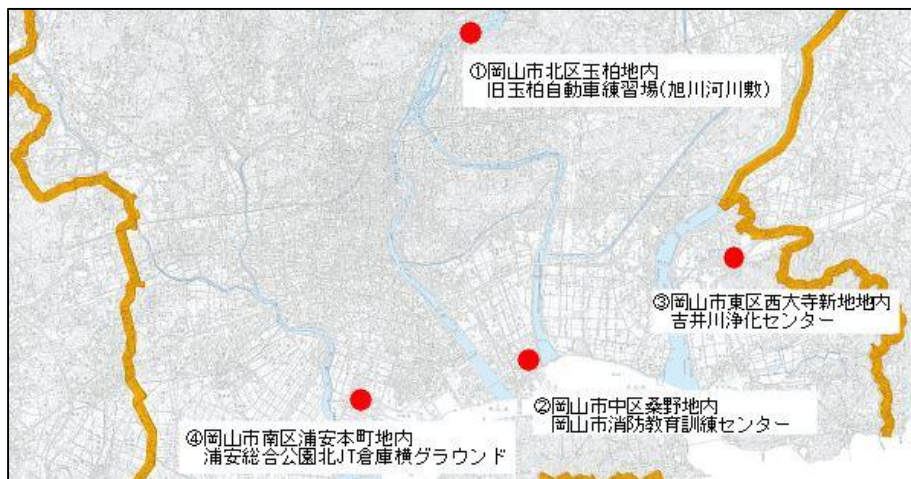 ①岡山市北区玉柏地内
旧玉柏自動車練習場(旭川河川敷)
③岡山市東区西大寺新地地内
吉井川浄化センター
②岡山市中区桑野地内
岡山市消防教育訓練センター
④岡山市南区浦安本町地内
浦安総合公園北JT倉庫横グラウンド